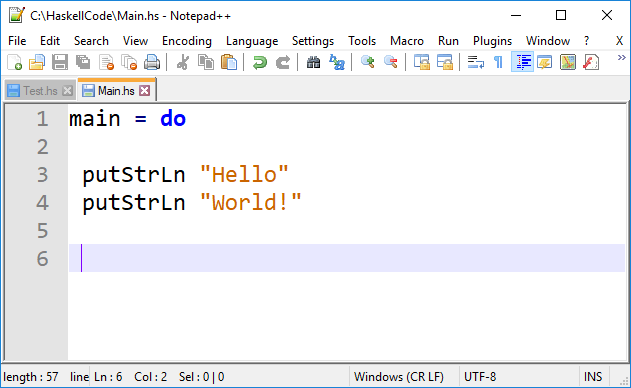 C:\HaskellCode\Main.hs - Notepad++
File Edit Search View Encoding Language Settings Tools Macro Run Plugins Window ? X
Test.hs Main.hs
1 main = do
2
3 putStrLn "Hello"
4 putStrLn "World!"
5
6
length : 57 line Ln : 6 Col : 2 Sel : 0 | 0 Windows (CR LF) UTF-8 INS